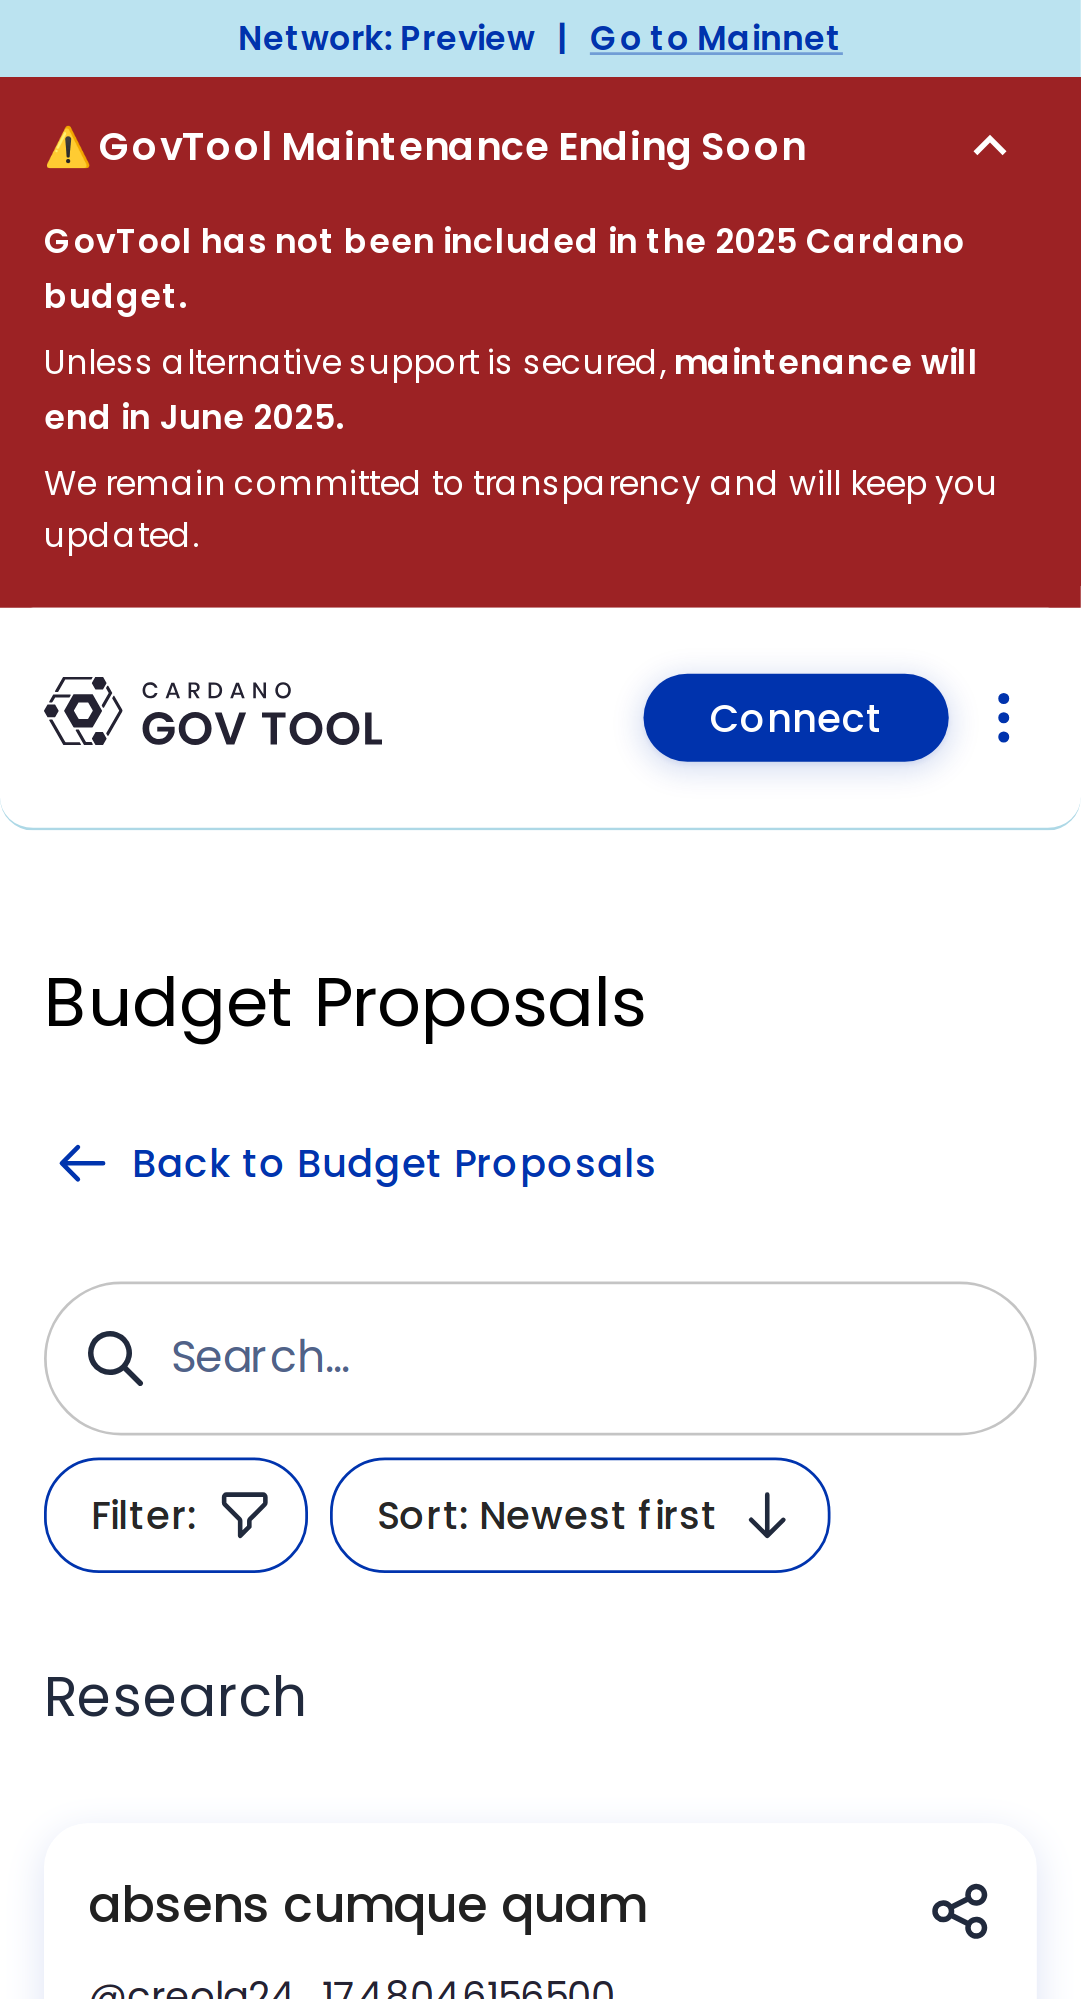 Network: Preview | Go to Mainnet
⚠️ GovTool Maintenance Ending Soon
GovTool has not been included in the 2025 Cardano
budget.
Unless alternative support is secured, maintenance will
end in June 2025.
We remain committed to transparency and will keep you
updated.
CARDANO
GOV TOOL
Connect
Budget Proposals
Back to Budget Proposals
Search...
Filter:
Sort: Newest first
Research
absens cumque quam
@creola24_1748046156500